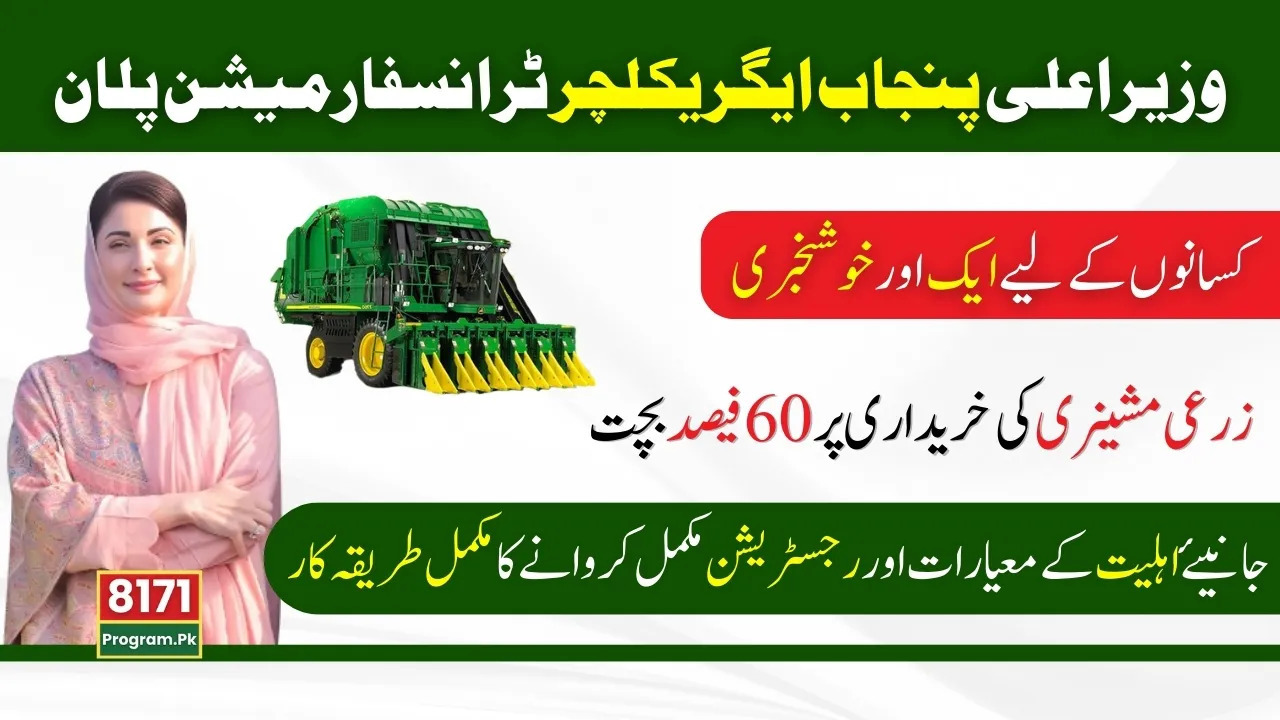 وزیراعلی پنجاب ایگریکلچر ٹرانسفارمیشن پلان
کسانوں کے لیے ایک اور خوشخبری
زرعی مشینری کی خریداری پر 60 فیصد بچت
جانیئے اہلیت کے معیارات اور رجسٹریشن مکمل کروانے کا مکمل طریقہ کار
8171
Program.Pk